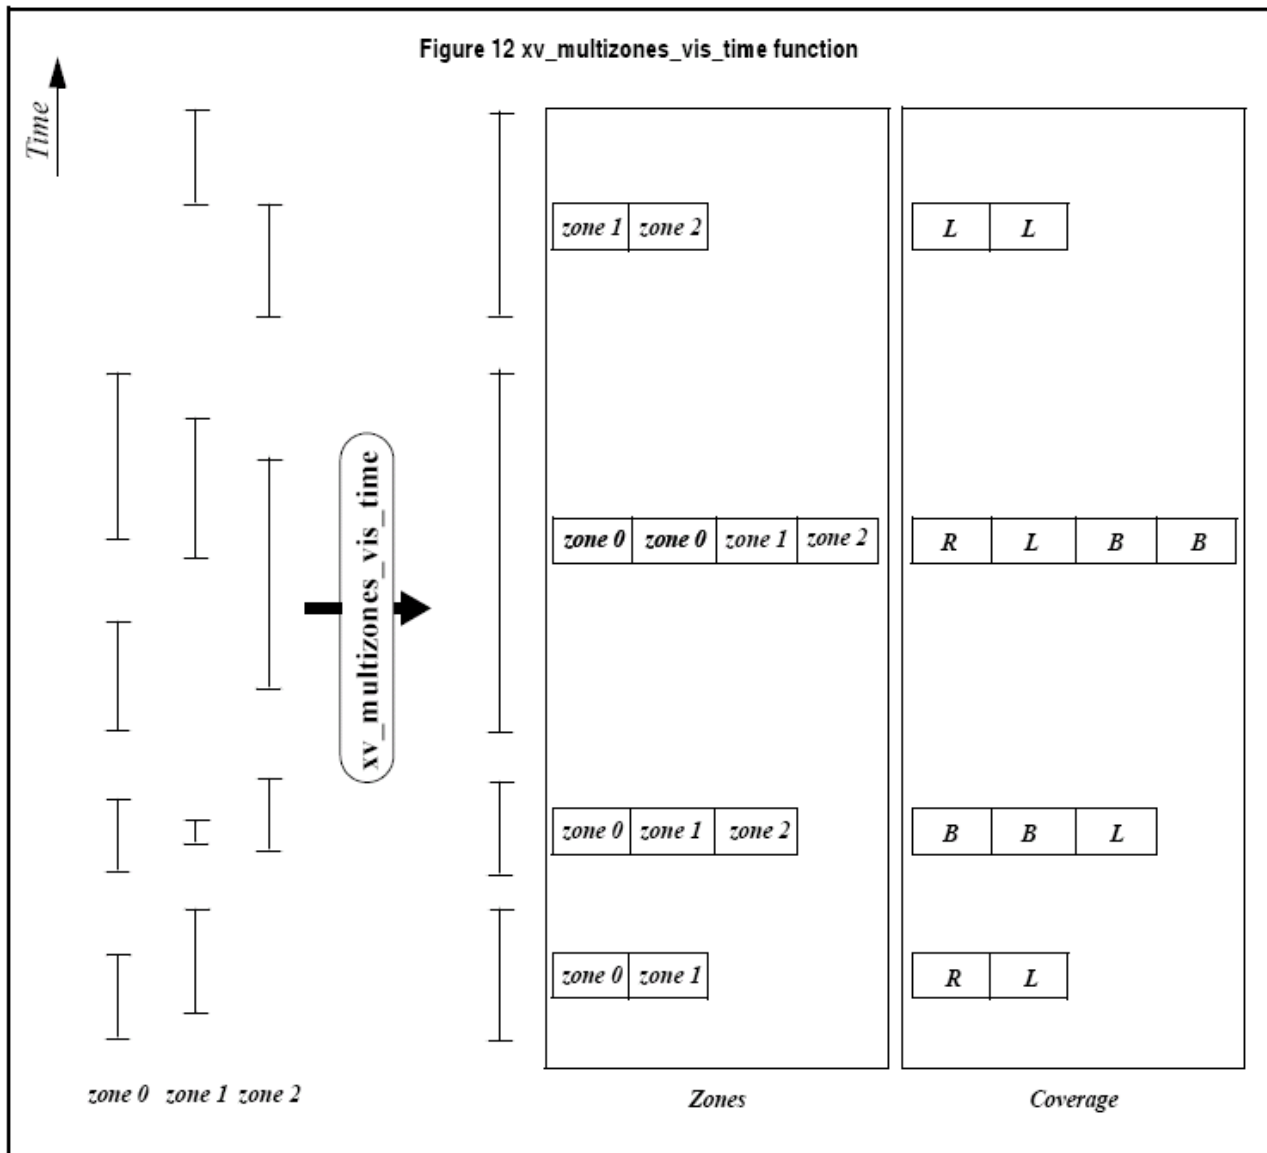 Figure 12 xv_multizones_vis_time function
Time
zone 1 zone 2
L L
xv_multizones_vis_time
zone 0 zone 0 zone 1 zone 2
R L B B
zone 0 zone 1 zone 2
B B L
zone 0 zone 1
R L
zone 0 zone 1 zone 2
Zones
Coverage